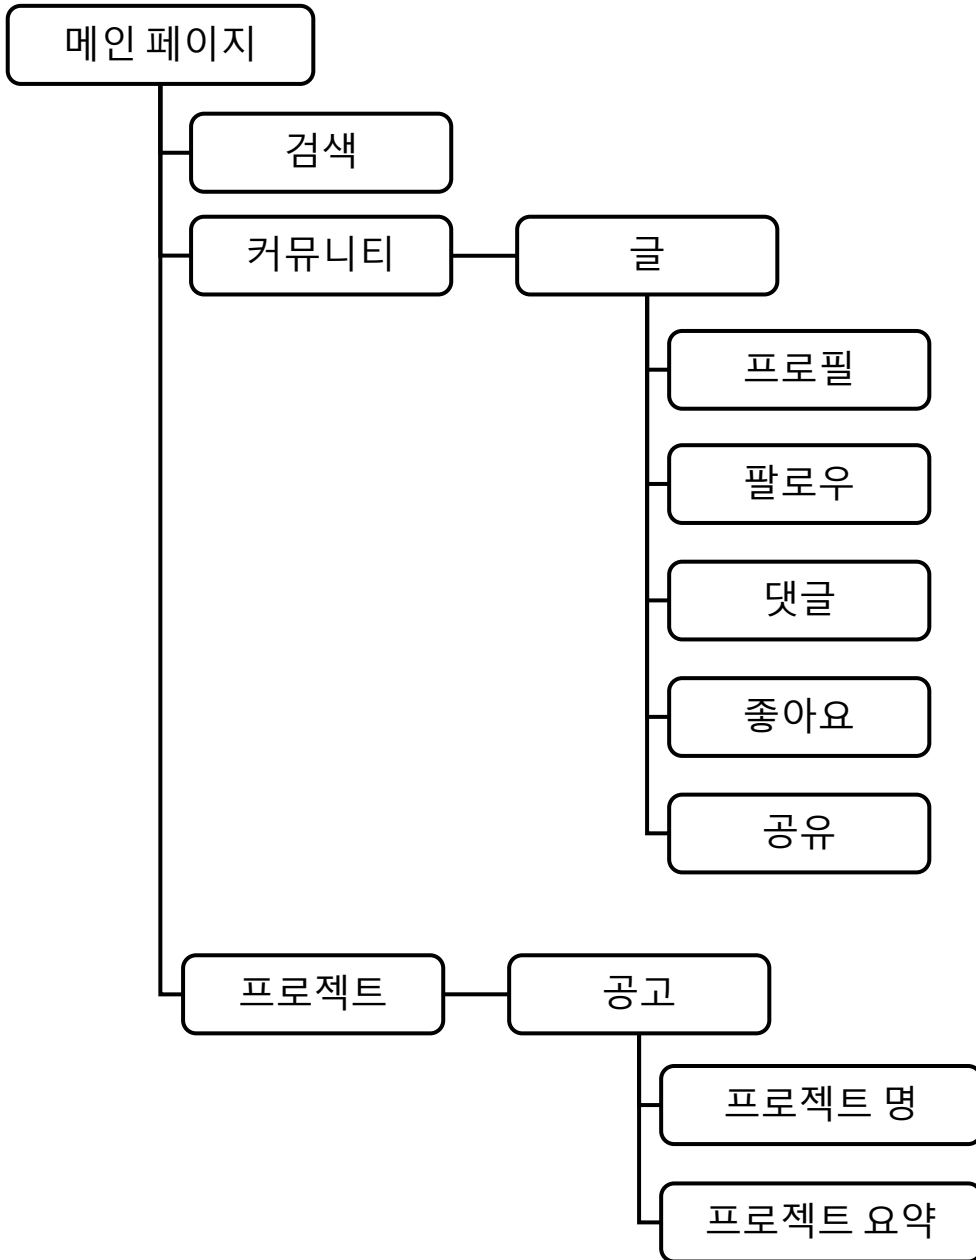 메인 페이지
검색
커뮤니티
글
프로필
팔로우
댓글
좋아요
공유
프로젝트
공고
프로젝트 명
프로젝트 요약